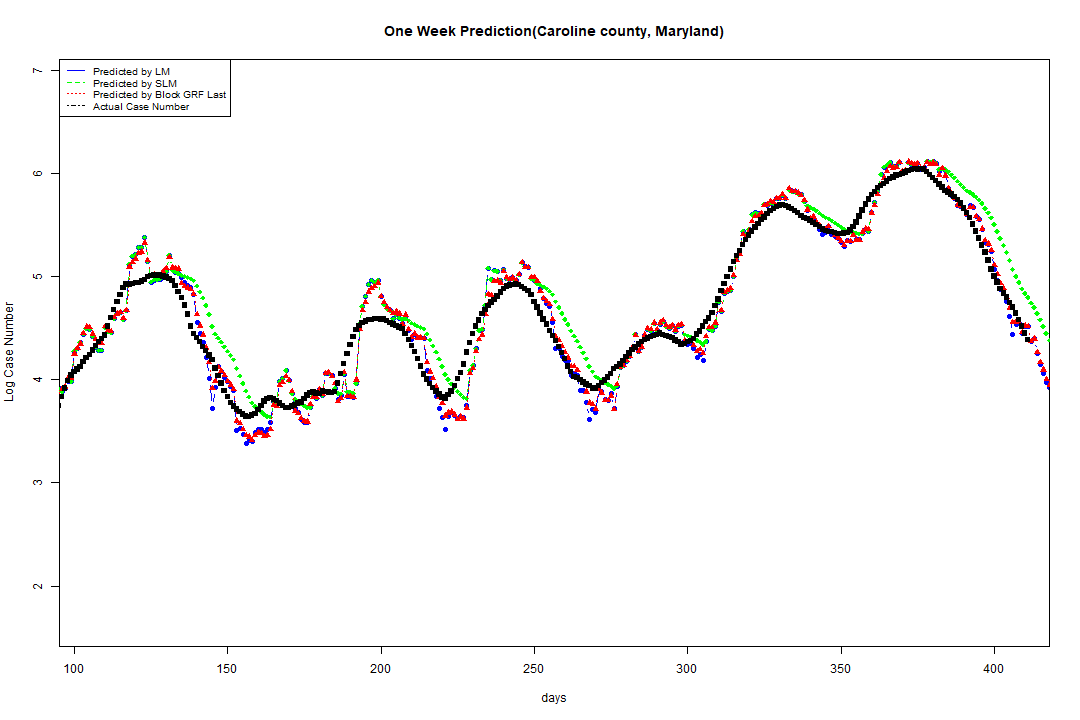 One Week Prediction(Caroline county, Maryland)
Predicted by LM
Predicted by SLM
Predicted by Block GRF Last
Actual Case Number
7
6
5
4
3
2
Log Case Number
100 150 200 250 300 350 400
days